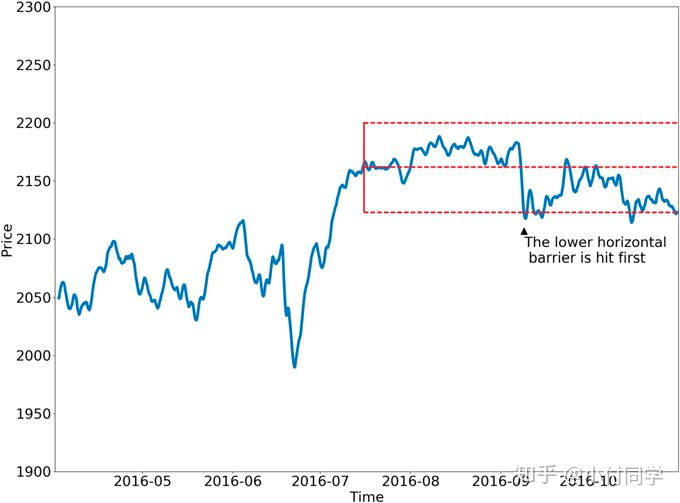 2300
2250
2200
2150
2100
2050
2000
1950
1900
Price
The lower horizontal
barrier is hit first
2016-05 2016-06 2016-07 2016-08 2016-09 2016-10
Time
知乎 @小付同学